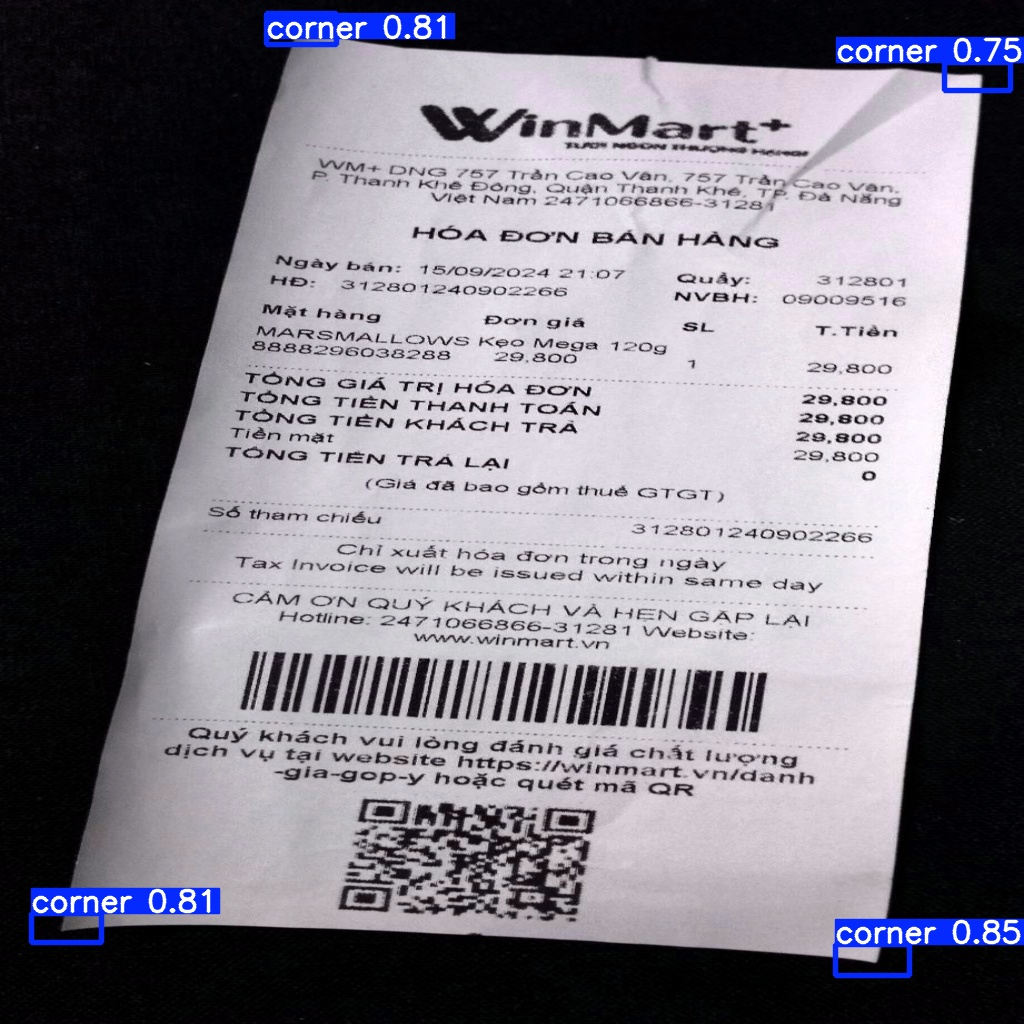 corner 0.81
corner 0.75
WinMart+
TƯƠI NGON THƯỢNG HẠNG!
WM+ DNG 757 Trần Cao Vân, 757 Trần Cao Vân,
P. Thanh Khê Đông, Quận Thanh Khê, TP. Đà Nẵng
Việt Nam 2471066866-31281
HÓA ĐƠN BÁN HÀNG
Ngày bán: 15/09/2024 21:07 Quầy: 312801
HĐ: 312801240902266 NVBH: 09009516
Mặt hàng Đơn giá SL T.Tiền
MARSMALLOWS Kẹo Mega 120g
8888296038288 29,800 1 29,800
TỔNG GIÁ TRỊ HÓA ĐƠN 29,800
TỔNG TIỀN THANH TOÁN 29,800
TỔNG TIỀN KHÁCH TRẢ 29,800
Tiền mặt 29,800
TỔNG TIỀN TRẢ LẠI 0
(Giá đã bao gồm thuế GTGT)
Số tham chiếu 312801240902266
Chỉ xuất hóa đơn trong ngày
Tax Invoice will be issued within same day
CẢM ƠN QUÝ KHÁCH VÀ HẸN GẶP LẠI
Hotline: 2471066866-31281 Website:
www.winmart.vn
Quý khách vui lòng đánh giá chất lượng
dịch vụ tại website https://winmart.vn/danh
-gia-gop-y hoặc quét mã QR
corner 0.81
corner 0.85